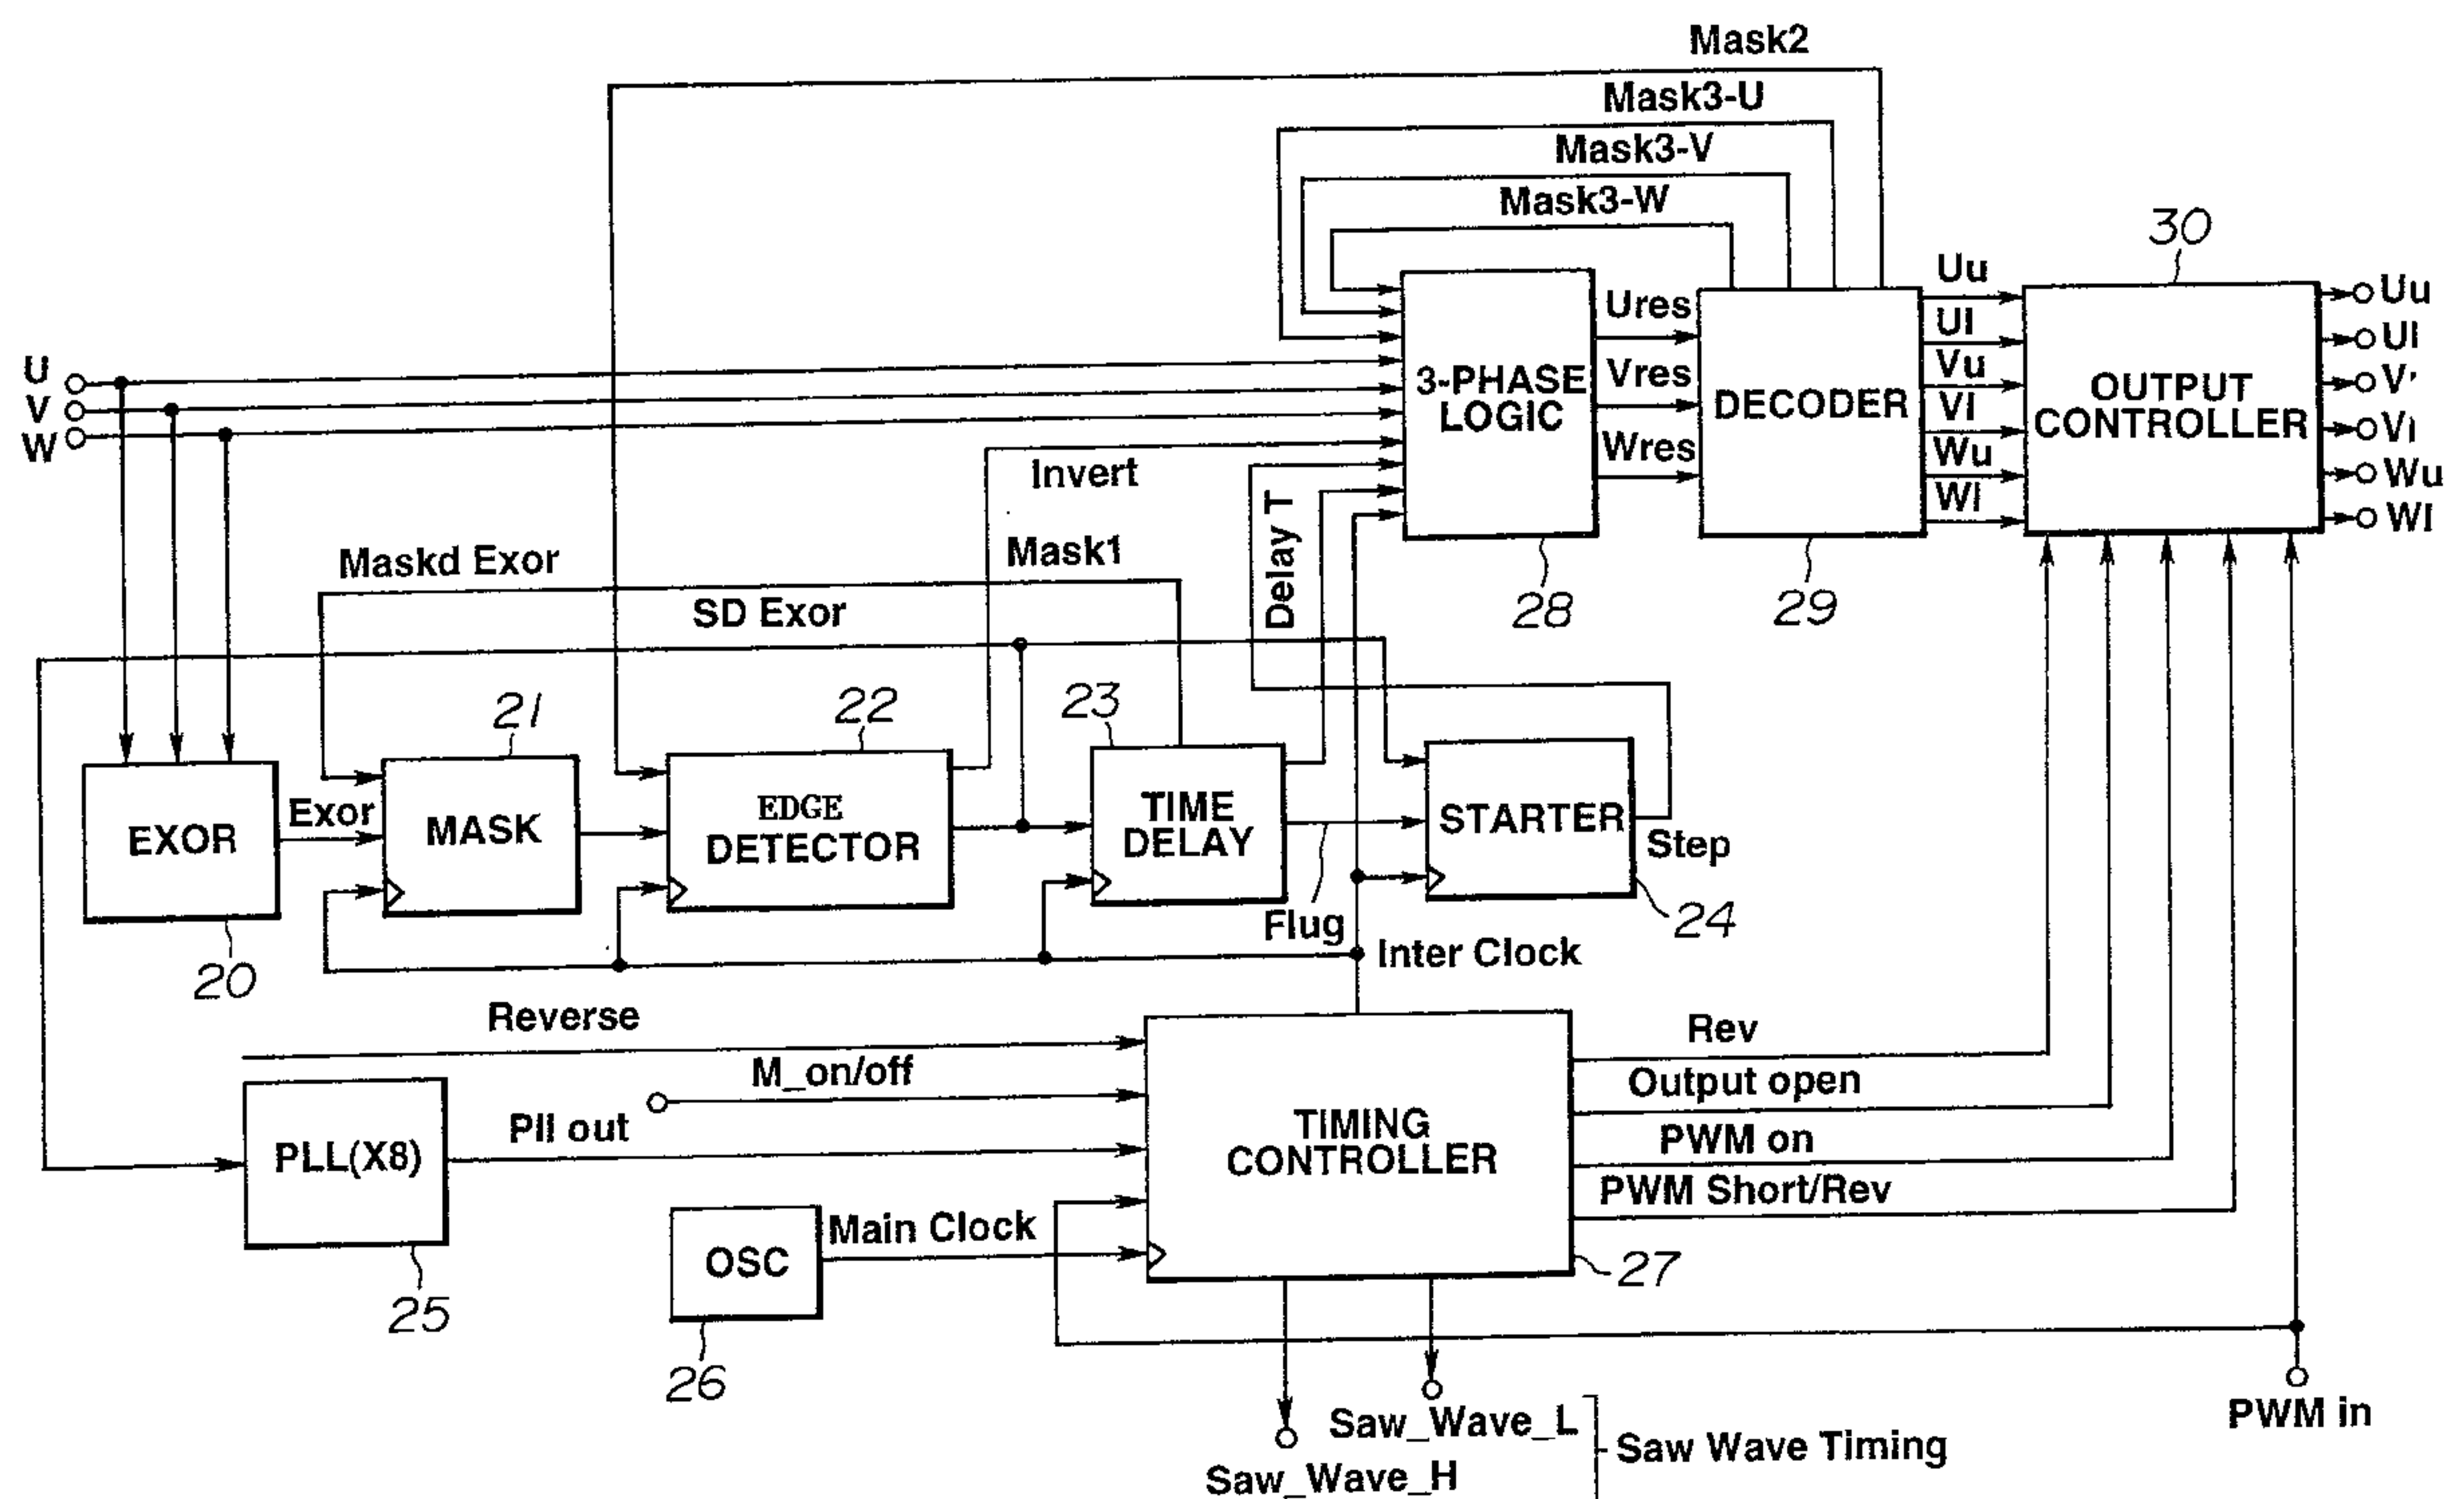 Mask2
Mask3-U
Mask3-V
Mask3-W
30
Uu
Ul
Vu
Vl
Wu
Wl
Uu
Ul
V'
Vl
Wu
Wl
U
V
W
3-PHASE
LOGIC
Ures
Vres
Wres
DECODER
OUTPUT
CONTROLLER
Invert
Delay T
28
29
Maskd Exor
Mask1
SD Exor
21
22
23
EXOR
Exor
MASK
EDGE
DETECTOR
TIME
DELAY
STARTER
Step
Flug
24
20
Inter Clock
Reverse
M_on/off
Pll out
PLL(X8)
25
OSC
Main Clock
26
TIMING
CONTROLLER
27
Rev
Output open
PWM on
PWM Short/Rev
PWM in
Saw_Wave_L
Saw_Wave_H
Saw Wave Timing